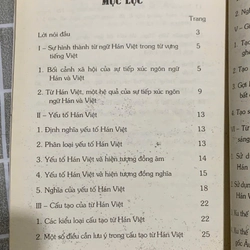 MỤC LỤC
Trang
Lời nói đầu 3
I – Sự hình thành từ ngữ Hán Việt trong từ vựng
tiếng Việt 5
1. Bối cảnh xã hội của sự tiếp xúc ngôn ngữ
Hán và Việt 5
2. Từ Hán Việt, một hệ quả của sự tiếp xúc ngôn
ngữ Hán và Việt 9
II – Yếu tố Hán Việt 13
1. Định nghĩa yếu tố Hán Việt 13
2. Phân loại yếu tố Hán Việt 13
3. Yếu tố Hán Việt và hiện tượng đồng âm 14
4. Yếu tố Hán Việt và hiện tượng đồng nghĩa
5. Nghĩa của yếu tố Hán Việt 18
III – Cấu tạo của từ Hán Việt 22
1. Các kiểu loại cấu tạo từ Hán Việt 22
2. Một số điều cần lưu ý trong cấu tạo từ Hán Việt 25